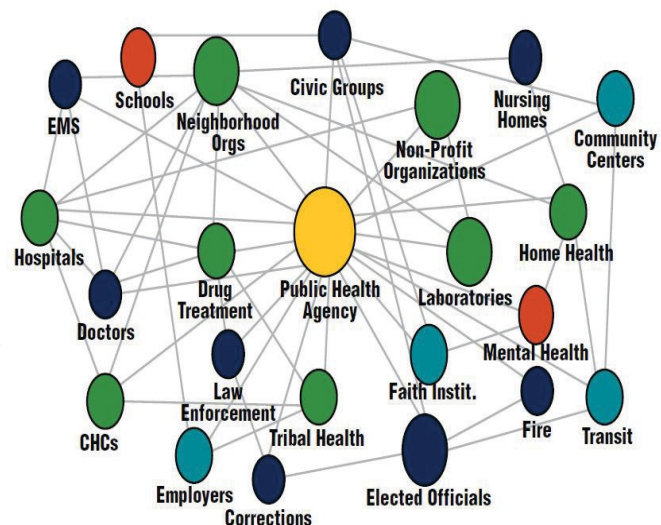 Civic Groups
Schools
EMS
Neighborhood
Orgs
Nursing
Homes
Community
Centers
Non-Profit
Organizations
Hospitals
Home Health
Drug
Treatment
Public Health
Agency
Laboratories
Doctors
Mental Health
Law
Enforcement
Faith Instit.
CHCs
Tribal Health
Fire
Transit
Employers
Elected Officials
Corrections